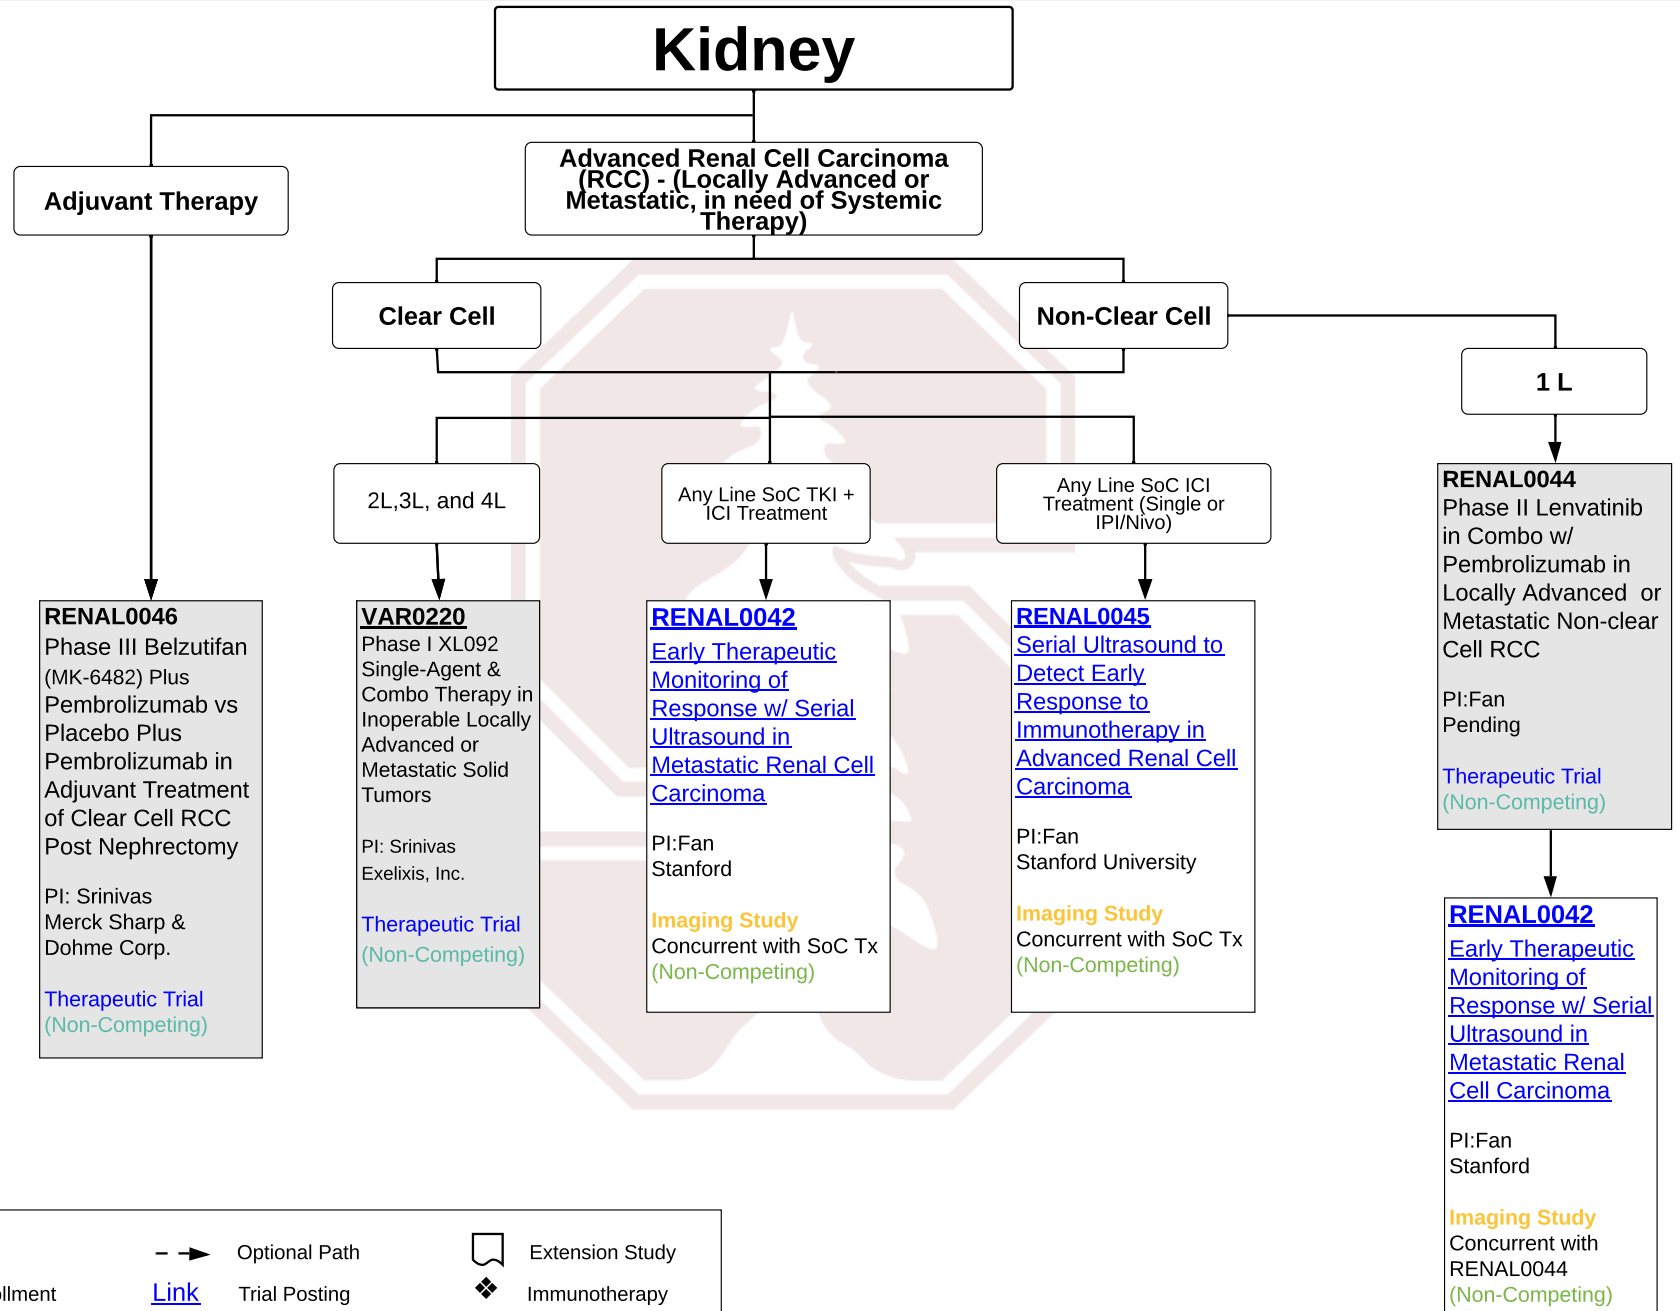 Kidney
Adjuvant Therapy
Advanced Renal Cell Carcinoma
(RCC) - (Locally Advanced or
Metastatic, in need of Systemic
Therapy)
Clear Cell
Non-Clear Cell
1 L
2L,3L, and 4L
Any Line SoC TKI +
ICI Treatment
Any Line SoC ICI
Treatment (Single or
IPI/Nivo)
RENAL0046
Phase III Belzutifan
(MK-6482) Plus
Pembrolizumab vs
Placebo Plus
Pembrolizumab in
Adjuvant Treatment
of Clear Cell RCC
Post Nephrectomy
PI: Srinivas
Merck Sharp &
Dohme Corp.
Therapeutic Trial
(Non-Competing)
VAR0220
Phase I XL092
Single-Agent &
Combo Therapy in
Inoperable Locally
Advanced or
Metastatic Solid
Tumors
PI: Srinivas
Exelixis, Inc.
Therapeutic Trial
(Non-Competing)
RENAL0042
Early Therapeutic
Monitoring of
Response w/ Serial
Ultrasound in
Metastatic Renal Cell
Carcinoma
PI:Fan
Stanford
Imaging Study
Concurrent with SoC Tx
(Non-Competing)
RENAL0045
Serial Ultrasound to
Detect Early
Response to
Immunotherapy in
Advanced Renal Cell
Carcinoma
PI:Fan
Stanford University
Imaging Study
Concurrent with SoC Tx
(Non-Competing)
RENAL0044
Phase II Lenvatinib
in Combo w/
Pembrolizumab in
Locally Advanced or
Metastatic Non-clear
Cell RCC
PI:Fan
Pending
Therapeutic Trial
(Non-Competing)
RENAL0042
Early Therapeutic
Monitoring of
Response w/ Serial
Ultrasound in
Metastatic Renal
Cell Carcinoma
PI:Fan
Stanford
Imaging Study
Concurrent with
RENAL0044
(Non-Competing)
Optional Path
Extension Study
Link Trial Posting
Immunotherapy